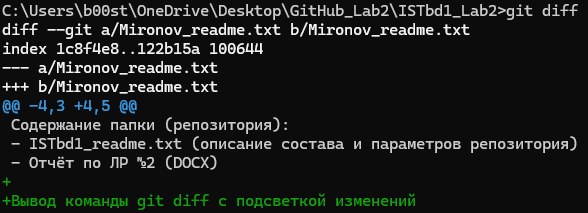 C:\Users\b00st\OneDrive\Desktop\GitHub_Lab2\ISTbd1_Lab2>git diff
diff --git a/Mironov_readme.txt b/Mironov_readme.txt
index 1c8f4e8..122b15a 100644
--- a/Mironov_readme.txt
+++ b/Mironov_readme.txt
@@ -4,3 +4,5 @@
 Содержание папки (репозитория):
 - ISTbd1_readme.txt (описание состава и параметров репозитория)
 - Отчёт по ЛР №2 (DOCX)
+
+Вывод команды git diff с подсветкой изменений